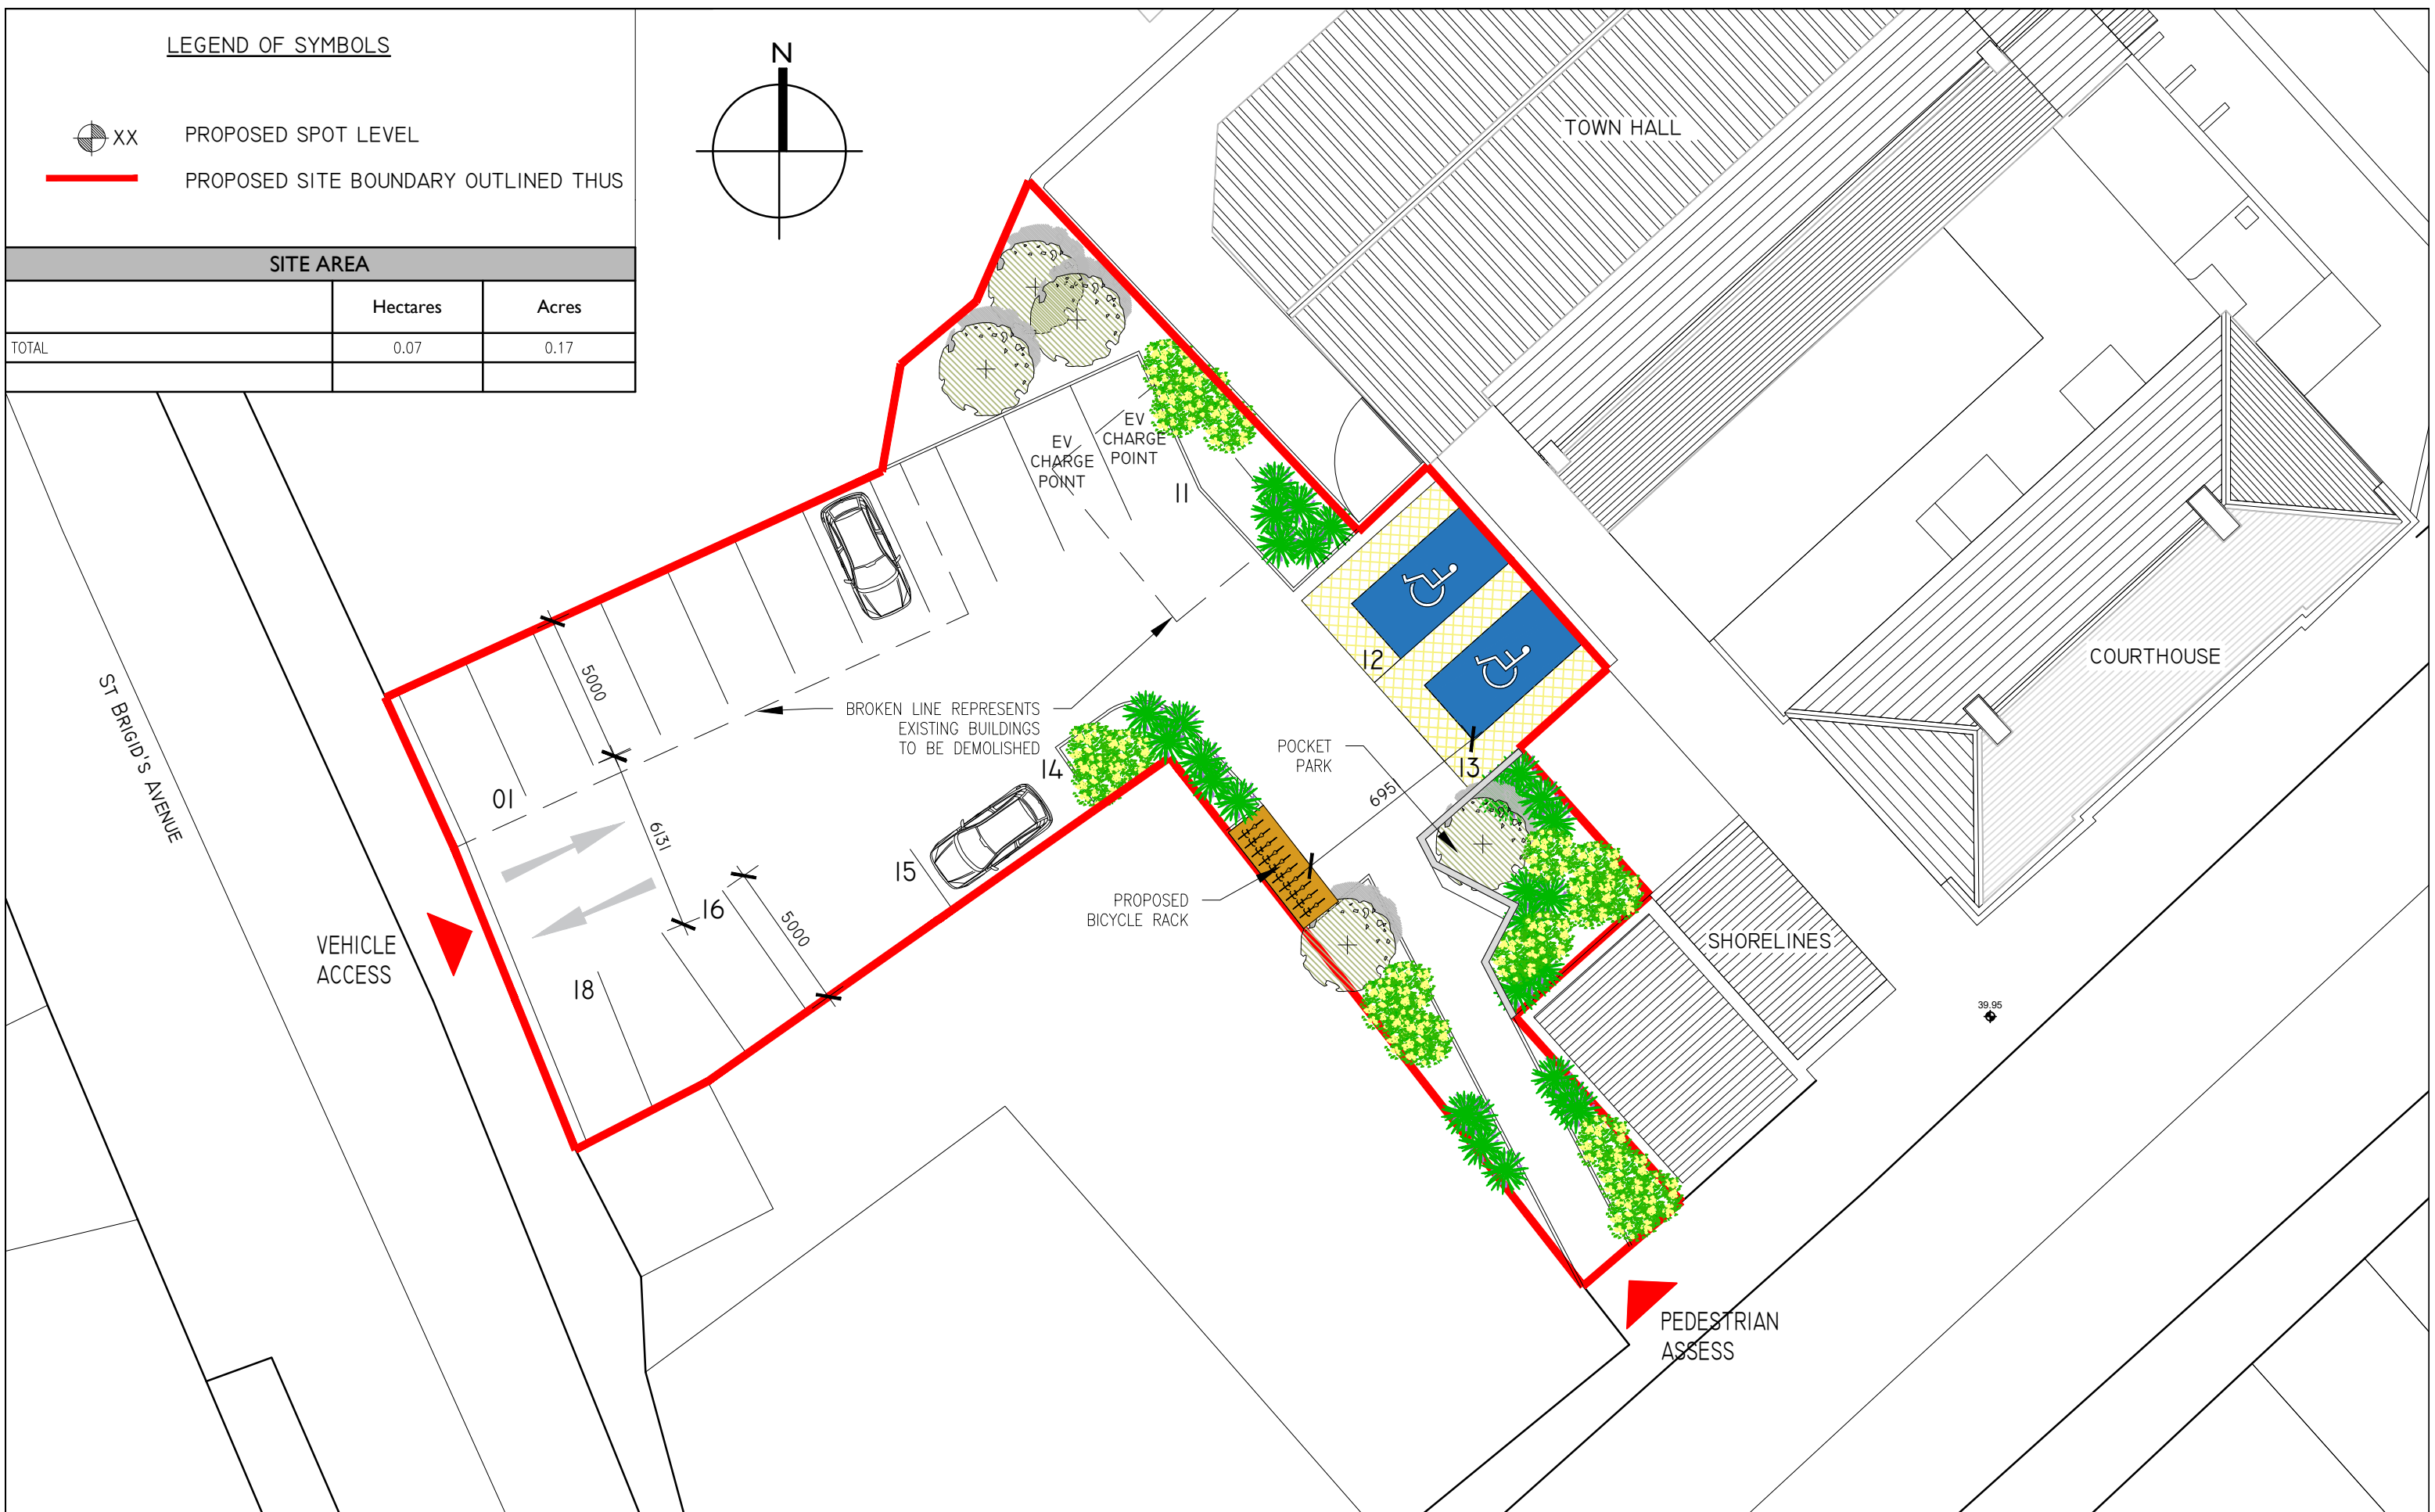 LEGEND OF SYMBOLS
XX PROPOSED SPOT LEVEL
PROPOSED SITE BOUNDARY OUTLINED THUS
SITE AREA
Hectares Acres
TOTAL 0.07 0.17
N
TOWN HALL
EV
CHARGE
POINT
EV
CHARGE
POINT
11
12
13
COURTHOUSE
5000
ST BRIGID'S AVENUE
BROKEN LINE REPRESENTS
EXISTING BUILDINGS
TO BE DEMOLISHED
14
POCKET
PARK
01
6131
15
695
16
5000
PROPOSED
BICYCLE RACK
SHORELINES
VEHICLE
ACCESS
18
39.95
PEDESTRIAN
ASSESS